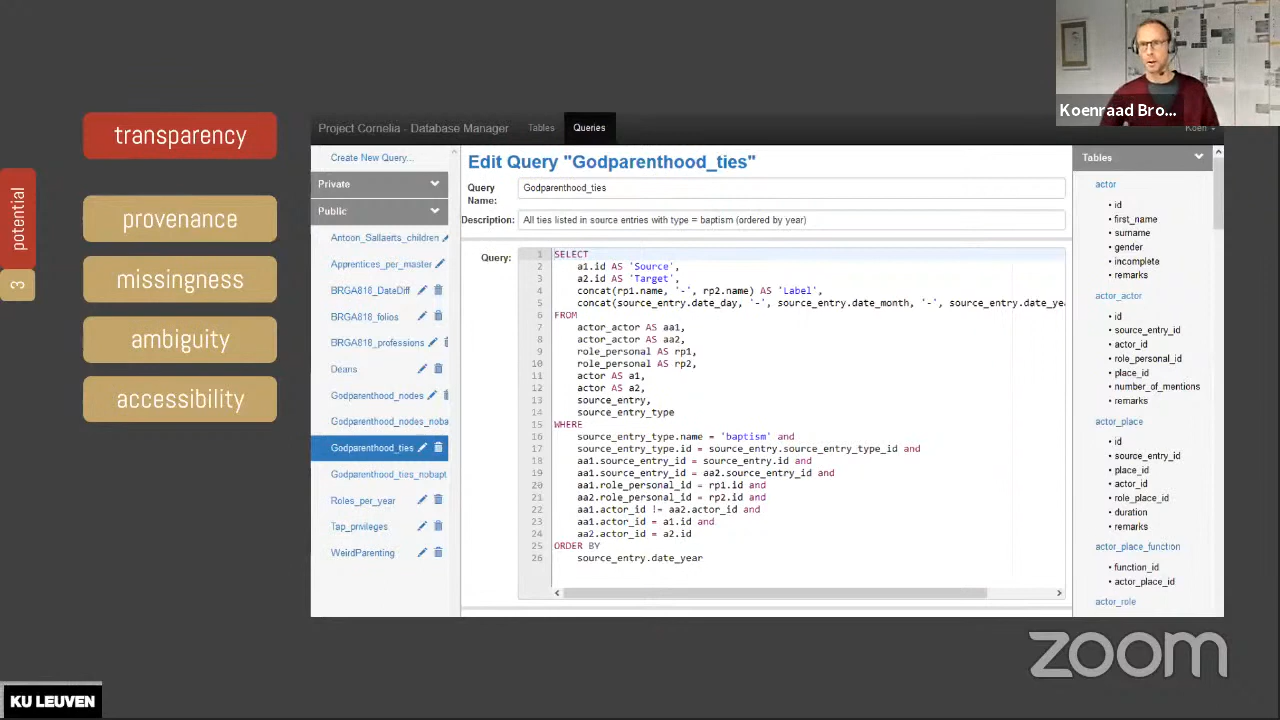 Koenraad Bro...
transparency
provenance
missingness
ambiguity
accessibility
potential
3
Project Cornelia - Database Manager
Tables
Queries
Koen
Create New Query...
Private
Public
Antoon_Sallaerts_children
Apprentices_per_master
BRGA818_DateDiff
BRGA818_folios
BRGA818_professions
Deans
Godparenthood_nodes
Godparenthood_nodes_noba
Godparenthood_ties
Godparenthood_ties_nobapt
Roles_per_year
Tap_privileges
WeirdParenting
Edit Query "Godparenthood_ties"
Query Name:
Godparenthood_ties
Description:
All ties listed in source entries with type = baptism (ordered by year)
Query:
1 SELECT
2 a1.id AS 'Source',
3 a2.id AS 'Target',
4 concat(rp1.name, '-', rp2.name) AS 'Label',
5 concat(source_entry.date_day, '-', source_entry.date_month, '-', source_entry.date_yea
6 FROM
7 actor_actor AS aa1,
8 actor_actor AS aa2,
9 role_personal AS rp1,
10 role_personal AS rp2,
11 actor AS a1,
12 actor AS a2,
13 source_entry,
14 source_entry_type
15 WHERE
16 source_entry_type.name = 'baptism' and
17 source_entry_type.id = source_entry.source_entry_type_id and
18 aa1.source_entry_id = source_entry.id and
19 aa1.source_entry_id = aa2.source_entry_id and
20 aa1.role_personal_id = rp1.id and
21 aa2.role_personal_id = rp2.id and
22 aa1.actor_id != aa2.actor_id and
23 aa1.actor_id = a1.id and
24 aa2.actor_id = a2.id
25 ORDER BY
26 source_entry.date_year
Tables
actor
• id
• first_name
• surname
• gender
• incomplete
• remarks
actor_actor
• id
• source_entry_id
• actor_id
• role_personal_id
• place_id
• number_of_mentions
• remarks
actor_place
• id
• source_entry_id
• place_id
• actor_id
• role_place_id
• duration
• remarks
actor_place_function
• function_id
• actor_place_id
actor_role
zoom
KU LEUVEN